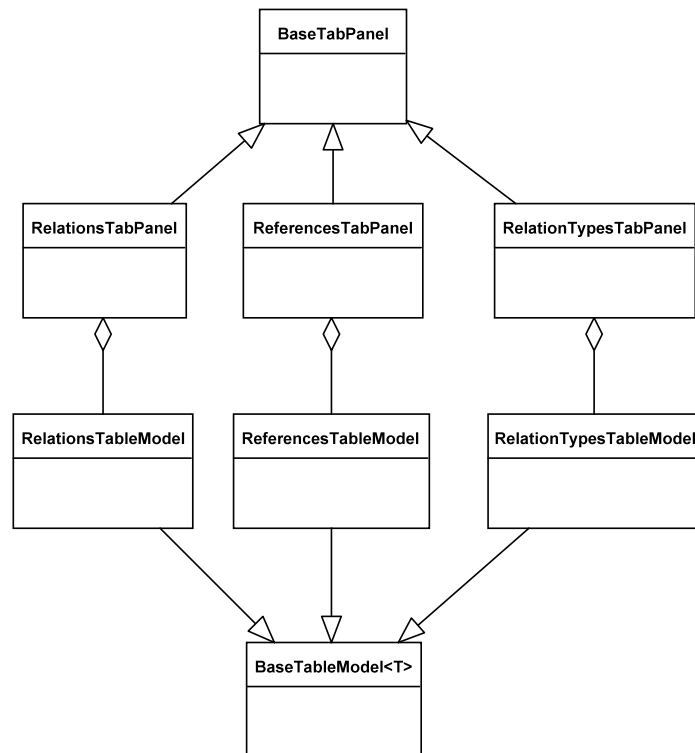 BaseTabPanel
RelationsTabPanel
ReferencesTabPanel
RelationTypesTabPanel
RelationsTableModel
ReferencesTableModel
RelationTypesTableModel
BaseTableModel<T>